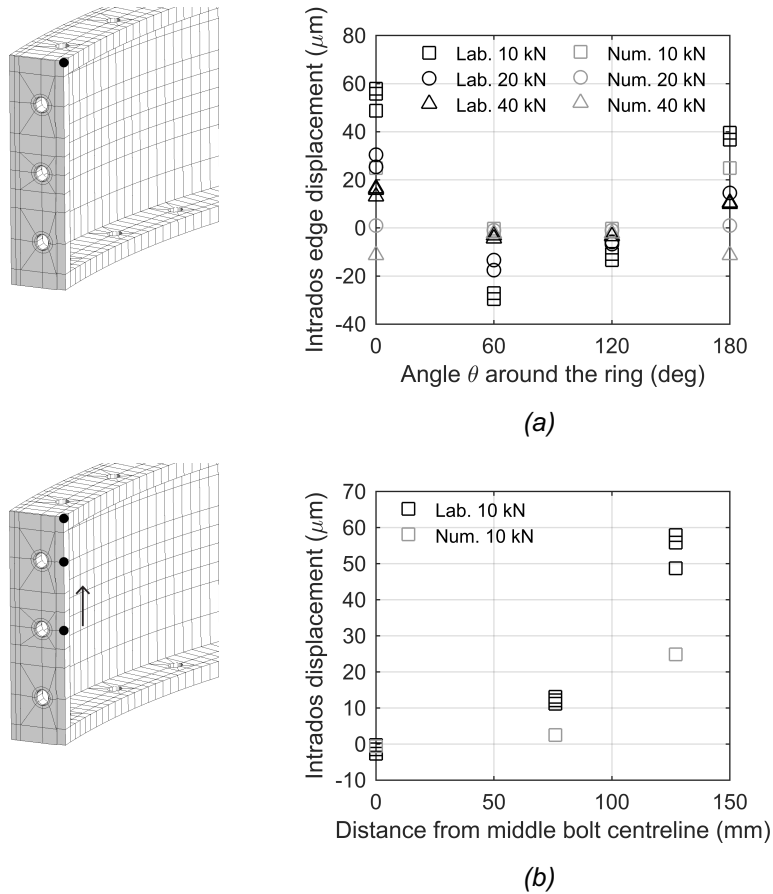 80
60
40
20
0
-20
-40
Intrados edge displacement (μm)
Lab. 10 kN
Lab. 20 kN
Lab. 40 kN
Num. 10 kN
Num. 20 kN
Num. 40 kN
0 60 120 180
Angle θ around the ring (deg)
(a)
70
60
50
40
30
20
10
0
-10
Intrados displacement (μm)
Lab. 10 kN
Num. 10 kN
0 50 100 150
Distance from middle bolt centreline (mm)
(b)